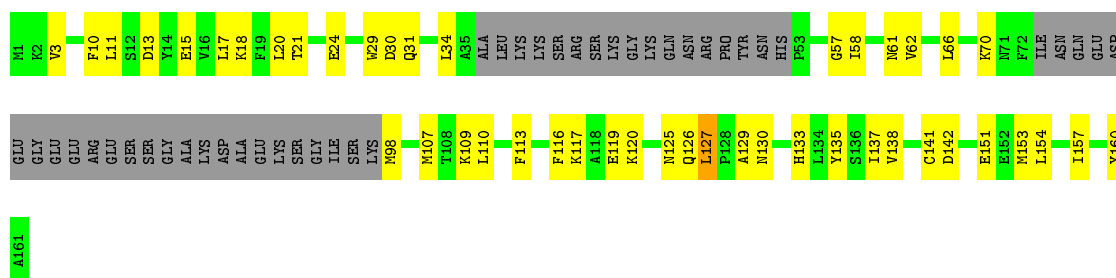 M1 K2 V3 F10 L11 S12 D13 Y14 E15 V16 L17 K18 F19 L20 T21 E24 W29 D30 Q31 L34 A35 ALA LEU LYS LYS SER ARG SER LYS GLY LYS GLN ASN ARG PRO TYR ASN HIS P53 G57 I58 N61 V62 L66 K70 N71 F72 ILE ASN GLN GLU ASP
GLU GLY GLU GLU ARG GLU SER SER GLY ALA LYS ASP ALA GLU LYS SER GLY ILE SER LYS M98 M107 T108 K109 L110 F113 F116 K117 A118 E119 K120 N125 Q126 L127 P128 A129 N130 H133 L134 Y135 S136 I137 V138 C141 D142 E151 E152 M153 L154 I157 Y160
A161